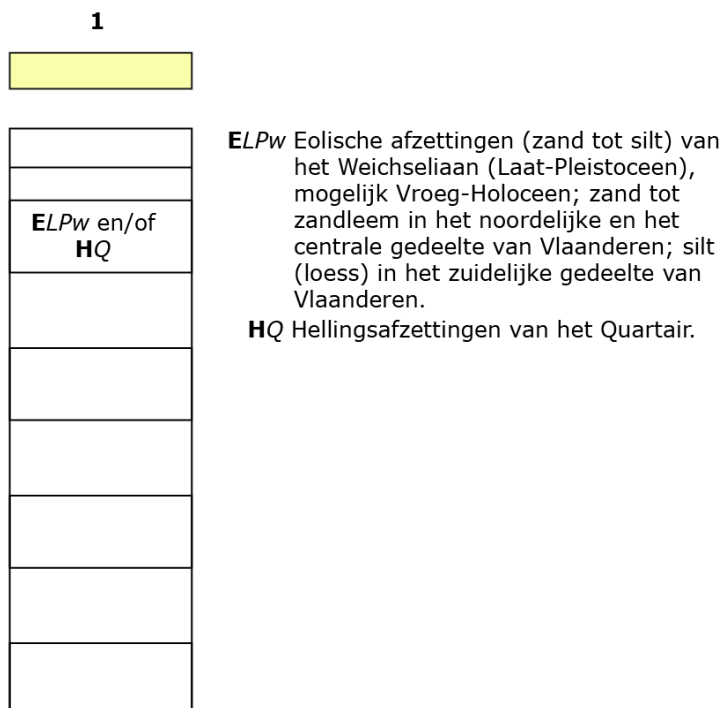 1
ELPw en/of
HQ
ELPw Eolische afzettingen (zand tot silt) van
het Weichseliaan (Laat-Pleistoceen),
mogelijk Vroeg-Holoceen; zand tot
zandleem in het noordelijke en het
centrale gedeelte van Vlaanderen; silt
(loess) in het zuidelijke gedeelte van
Vlaanderen.
HQ Hellingsafzettingen van het Quartair.